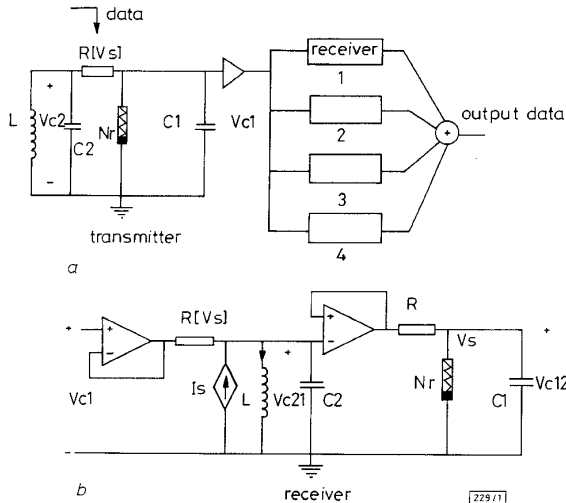 data
R[Vs]
receiver
1
output data
+
L
Vc2
C2
Nr
C1
Vc1
2
+
−
3
4
transmitter
a
R
+
R[Vs]
+
+
−
Vs
+
−
+
−
Vc1
Is
L
Vc21
C2
Nr
C1
Vc12
−
−
b
receiver
229/1